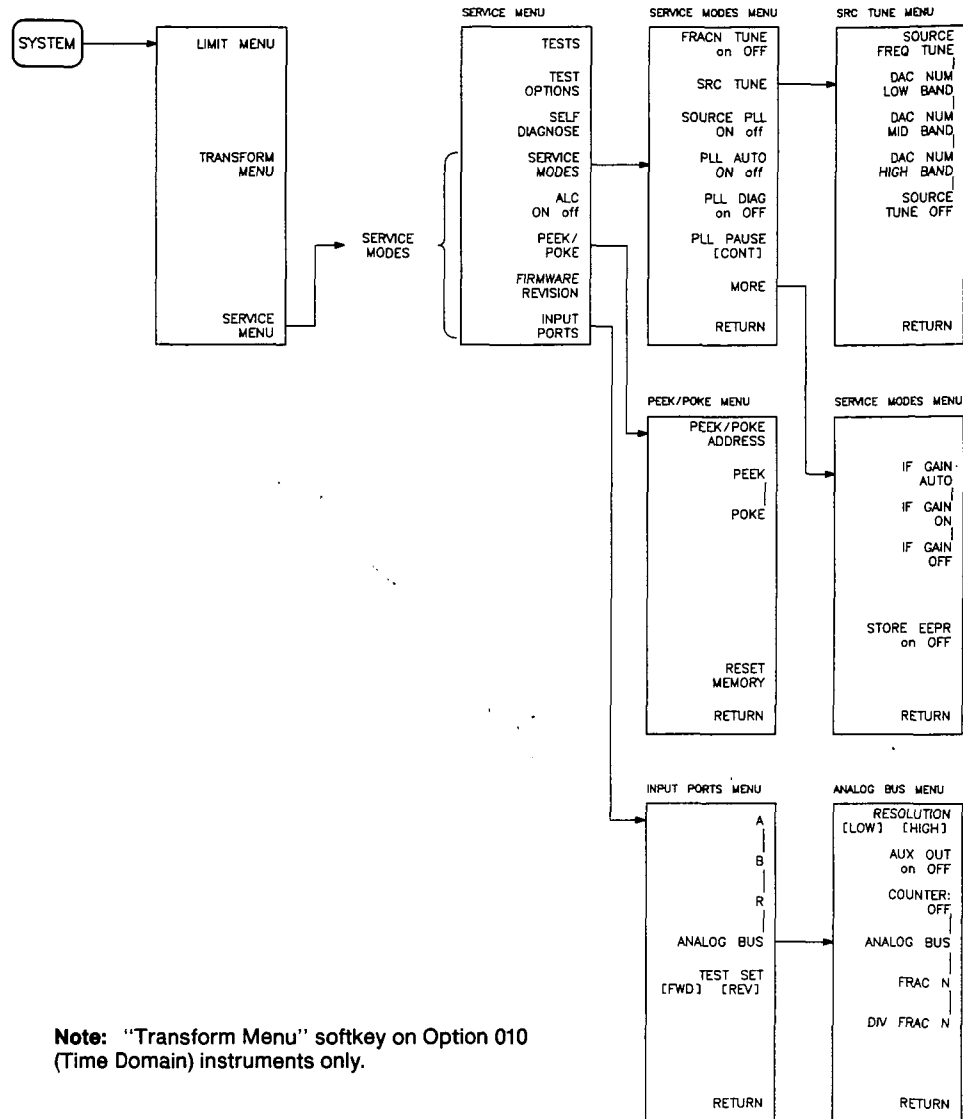 SYSTEM
LIMIT MENU
TRANSFORM
MENU
SERVICE
MENU
SERVICE
MODES
SERVICE MENU
TESTS
TEST
OPTIONS
SELF
DIAGNOSE
SERVICE
MODES
ALC
ON off
PEEK/
POKE
FIRMWARE
REVISION
INPUT
PORTS
SERVICE MODES MENU
FRACN TUNE
on OFF
SRC TUNE
SOURCE PLL
ON off
PLL AUTO
ON off
PLL DIAG
on OFF
PLL PAUSE
[CONT]
MORE
RETURN
SRC TUNE MENU
SOURCE
FREQ TUNE
DAC NUM
LOW BAND
DAC NUM
MID BAND
DAC NUM
HIGH BAND
SOURCE
TUNE OFF
RETURN
PEEK/POKE MENU
PEEK/POKE
ADDRESS
PEEK
POKE
RESET
MEMORY
RETURN
SERVICE MODES MENU
IF GAIN
AUTO
IF GAIN
ON
IF GAIN
OFF
STORE EEPR
on OFF
RETURN
INPUT PORTS MENU
A
B
R
ANALOG BUS
TEST SET
[FWD] [REV]
RETURN
ANALOG BUS MENU
RESOLUTION
[LOW] [HIGH]
AUX OUT
on OFF
COUNTER:
OFF
ANALOG BUS
FRAC N
DIV FRAC N
RETURN
Note: "Transform Menu" softkey on Option 010
(Time Domain) instruments only.